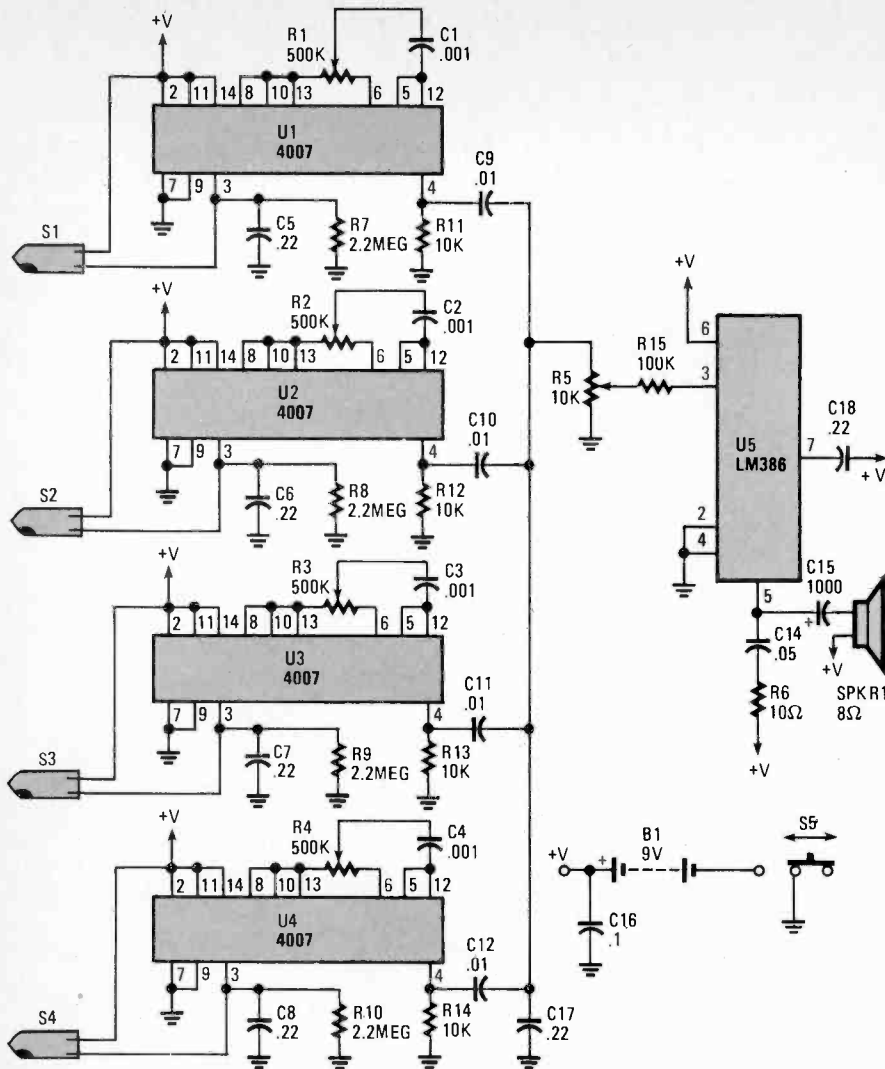 +V
R1
500K
C1
.001
2 11 14 8 10 13 6 5 12
U1
4007
7 9 3 4
C9
.01
S1
C5
.22
R7
2.2MEG
R11
10K
+V
R2
500K
C2
.001
2 11 14 8 10 13 6 5 12
U2
4007
7 9 3 4
C10
.01
S2
C6
.22
R8
2.2MEG
R12
10K
+V
R3
500K
C3
.001
2 11 14 8 10 13 6 5 12
U3
4007
7 9 3 4
C11
.01
S3
C7
.22
R9
2.2MEG
R13
10K
+V
R4
500K
C4
.001
2 11 14 8 10 13 6 5 12
U4
4007
7 9 3 4
C12
.01
S4
C8
.22
R10
2.2MEG
R14
10K
C17
.22
+V
6
R5
10K
R15
100K
3
U5
LM386
7
C18
.22
+V
2
4
5
C15
1000
+
C14
.05
+V
R6
10Ω
SPKR1
8Ω
+V
+V
+
B1
9V
S5
C16
.1